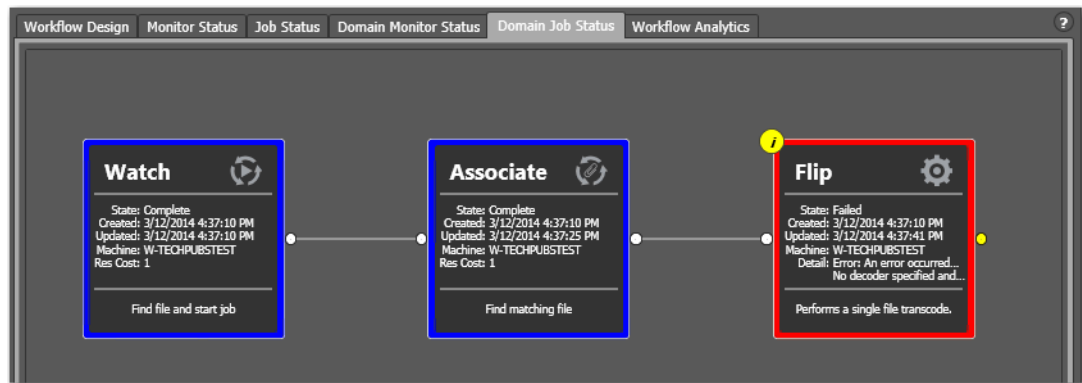 Workflow Design Monitor Status Job Status Domain Monitor Status Domain Job Status Workflow Analytics ?
Watch
State: Complete
Created: 3/12/2014 4:37:10 PM
Updated: 3/12/2014 4:37:10 PM
Machine: W-TECHPUBSTEST
Res Cost: 1
Find file and start job
Associate
State: Complete
Created: 3/12/2014 4:37:10 PM
Updated: 3/12/2014 4:37:25 PM
Machine: W-TECHPUBSTEST
Res Cost: 1
Find matching file
i
Flip
State: Failed
Created: 3/12/2014 4:37:10 PM
Updated: 3/12/2014 4:37:41 PM
Machine: W-TECHPUBSTEST
Detail: Error: An error occurred...
No decoder specified and...
Performs a single file transcode.